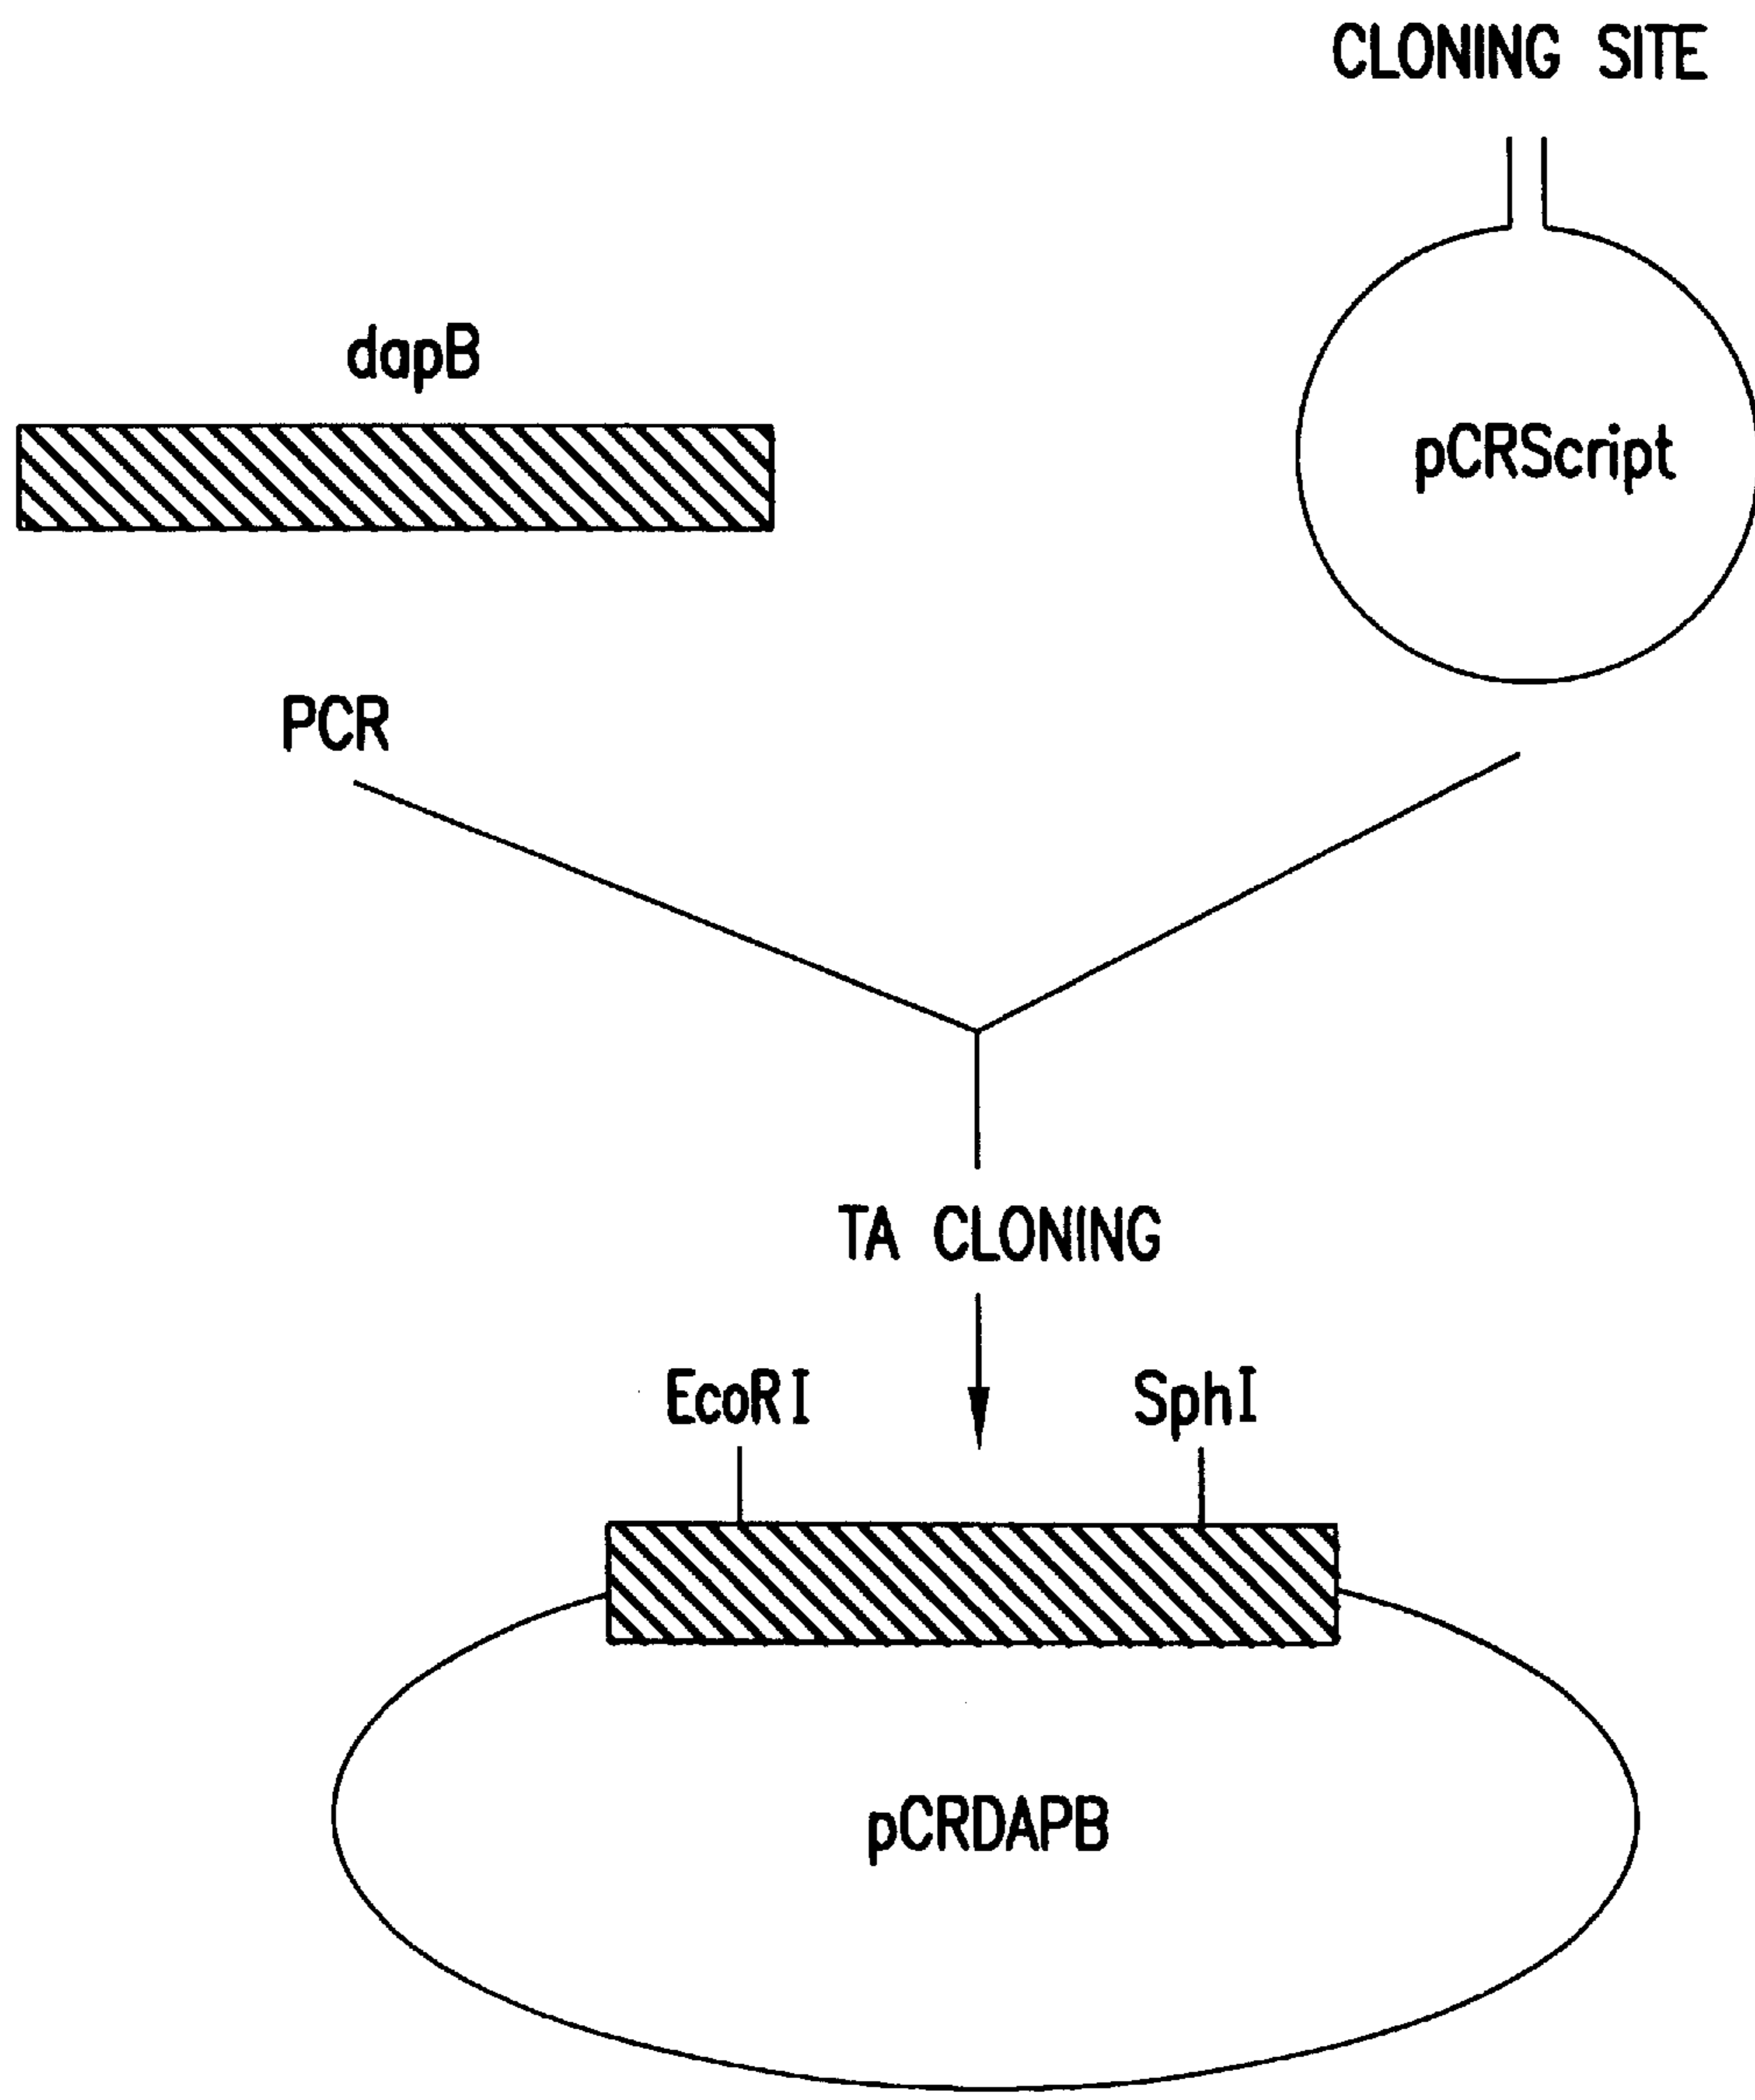 CLONING SITE
dapB
pCRScript
PCR
TA CLONING
EcoRI
SphI
pCRDAPB